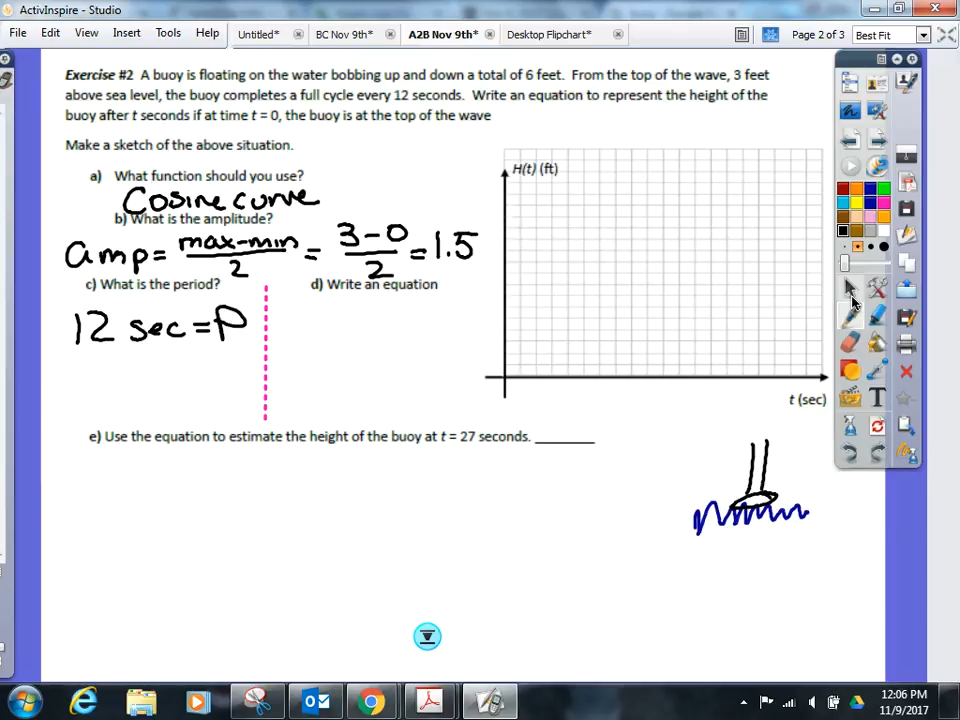 ActivInspire - Studio
File Edit View Insert Tools Help Untitled* BC Nov 9th* A2B Nov 9th* Desktop Flipchart* Page 2 of 3 Best Fit
Exercise #2 A buoy is floating on the water bobbing up and down a total of 6 feet. From the top of the wave, 3 feet
above sea level, the buoy completes a full cycle every 12 seconds. Write an equation to represent the height of the
buoy after t seconds if at time t = 0, the buoy is at the top of the wave
Make a sketch of the above situation.
H(t) (ft)
a) What function should you use?
Cosine curve
b) What is the amplitude?
amp = max-min / 2 = 3-0 / 2 = 1.5
c) What is the period? d) Write an equation
12 sec = P
t (sec)
e) Use the equation to estimate the height of the buoy at t = 27 seconds. ________
12:06 PM
11/9/2017